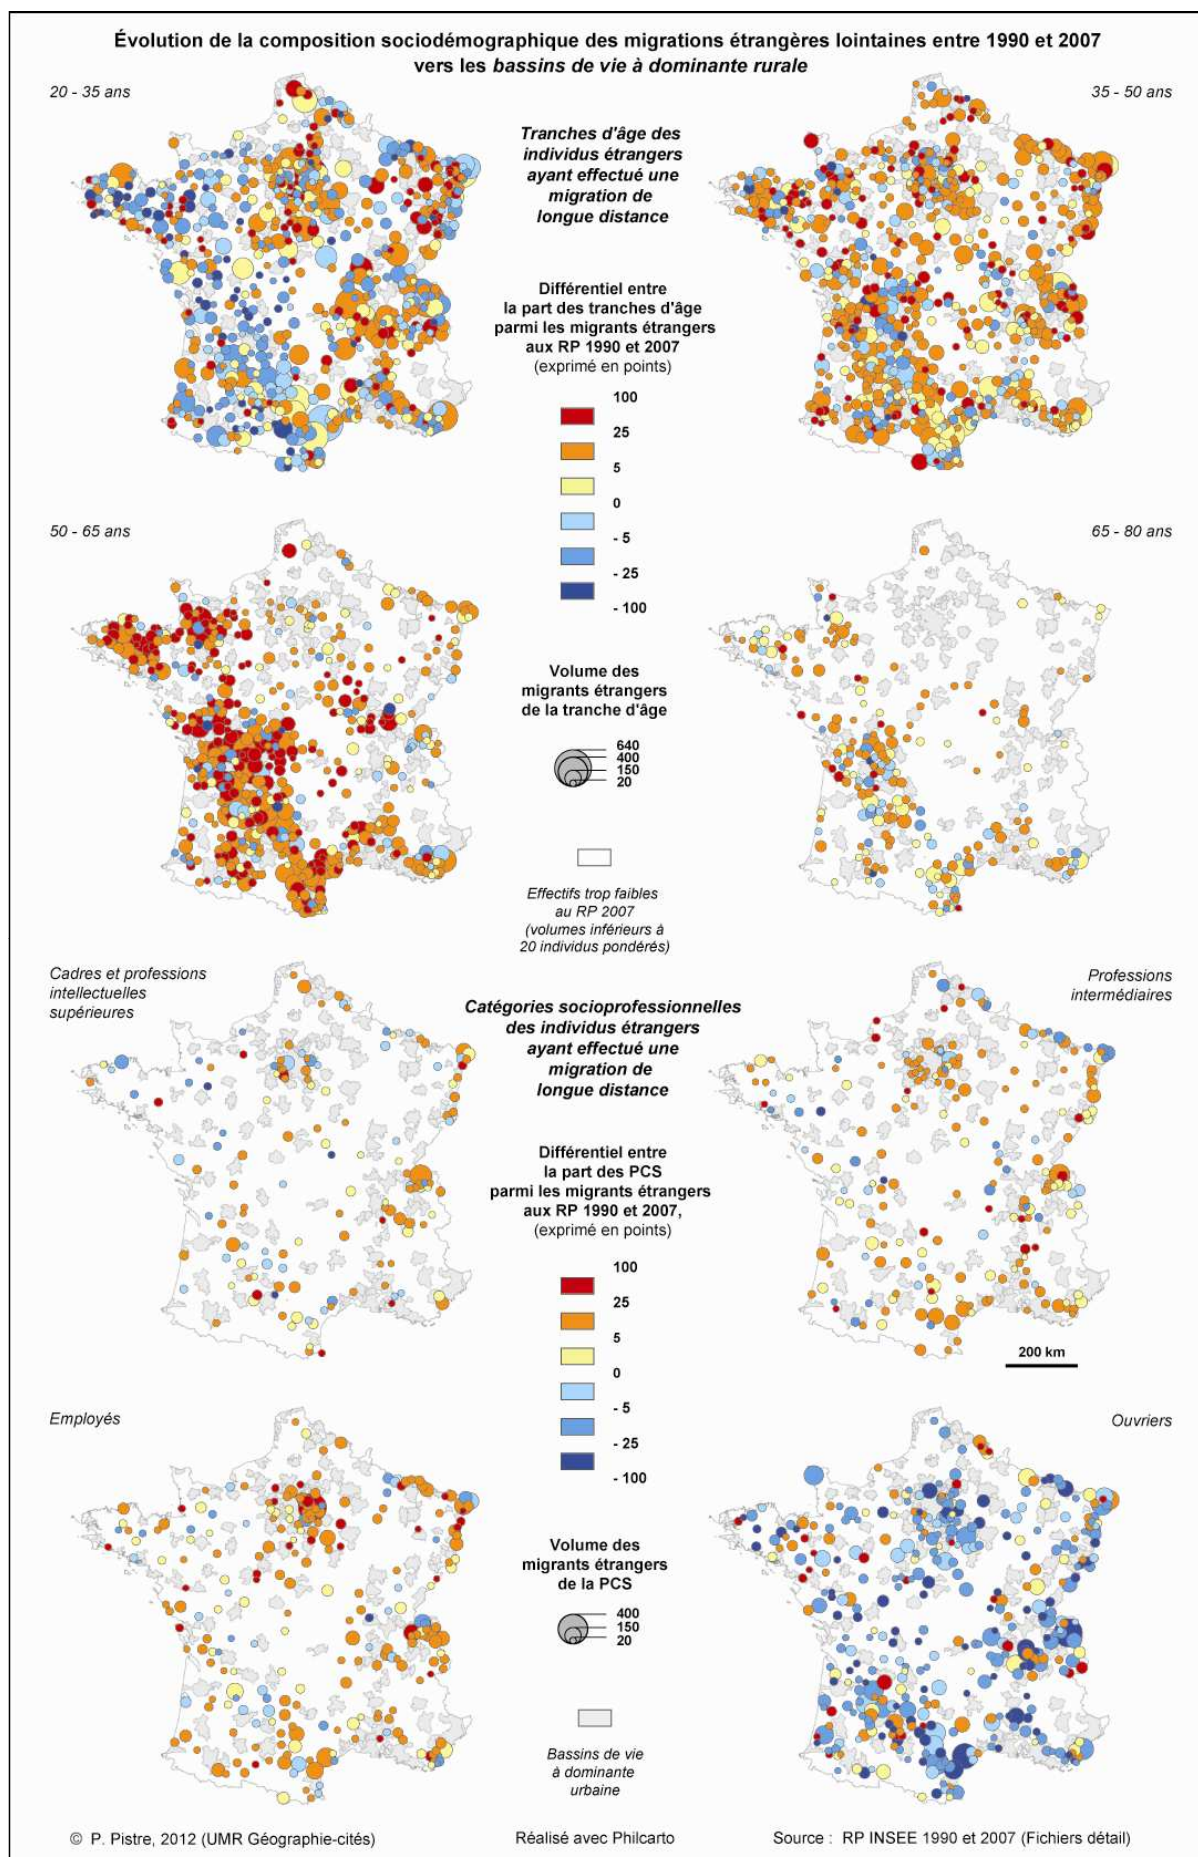 Évolution de la composition sociodémographique des migrations étrangères lointaines entre 1990 et 2007
vers les bassins de vie à dominante rurale
20 - 35 ans
35 - 50 ans
Tranches d'âge des
individus étrangers
ayant effectué une
migration de
longue distance
Différentiel entre
la part des tranches d'âge
parmi les migrants étrangers
aux RP 1990 et 2007
(exprimé en points)
100
25
5
0
- 5
- 25
- 100
50 - 65 ans
65 - 80 ans
Volume des
migrants étrangers
de la tranche d'âge
640
400
150
20
Effectifs trop faibles
au RP 2007
(volumes inférieurs à
20 individus pondérés)
Cadres et professions
intellectuelles
supérieures
Professions
intermédiaires
Catégories socioprofessionnelles
des individus étrangers
ayant effectué une
migration de
longue distance
Différentiel entre
la part des PCS
parmi les migrants étrangers
aux RP 1990 et 2007,
(exprimé en points)
100
25
5
0
- 5
- 25
- 100
200 km
Employés
Ouvriers
Volume des
migrants étrangers
de la PCS
400
150
20
Bassins de vie
à dominante
urbaine
© P. Pistre, 2012 (UMR Géographie-cités)
Réalisé avec Philcarto
Source : RP INSEE 1990 et 2007 (Fichiers détail)